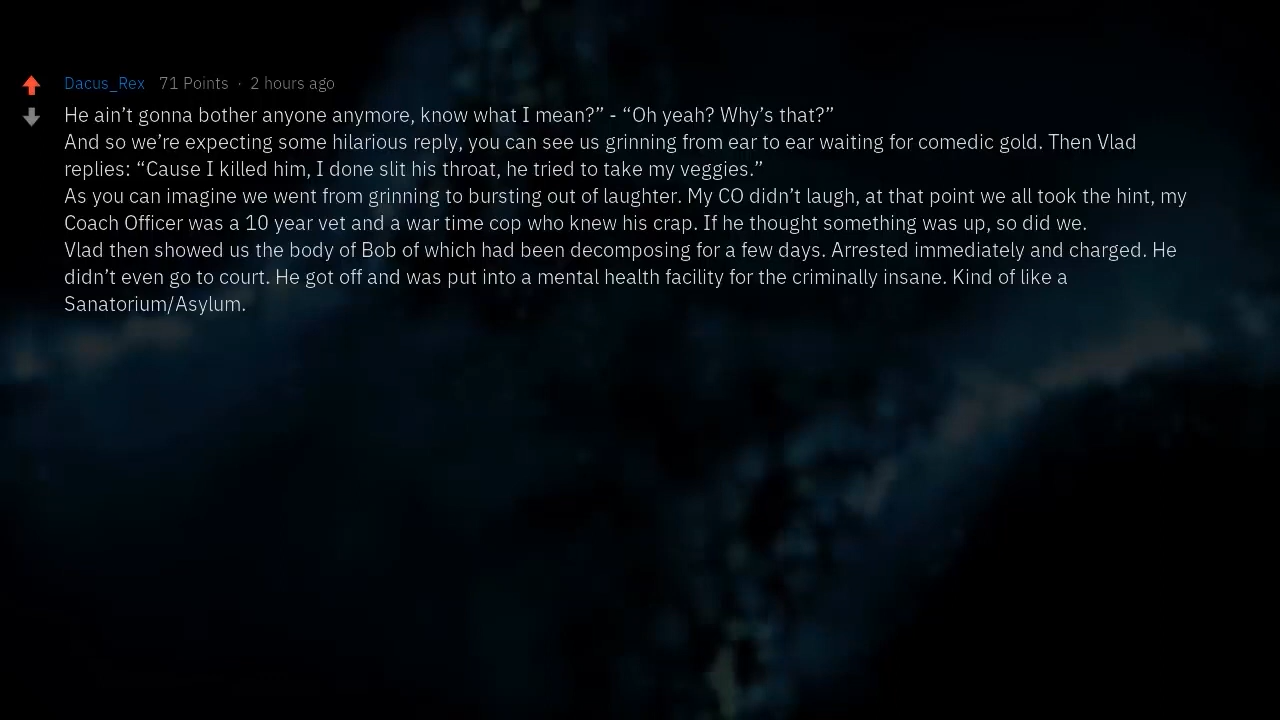 Dacus_Rex 71 Points · 2 hours ago
He ain’t gonna bother anyone anymore, know what I mean?” - “Oh yeah? Why’s that?”
And so we’re expecting some hilarious reply, you can see us grinning from ear to ear waiting for comedic gold. Then Vlad
replies: “Cause I killed him, I done slit his throat, he tried to take my veggies.”
As you can imagine we went from grinning to bursting out of laughter. My CO didn’t laugh, at that point we all took the hint, my
Coach Officer was a 10 year vet and a war time cop who knew his crap. If he thought something was up, so did we.
Vlad then showed us the body of Bob of which had been decomposing for a few days. Arrested immediately and charged. He
didn’t even go to court. He got off and was put into a mental health facility for the criminally insane. Kind of like a
Sanatorium/Asylum.